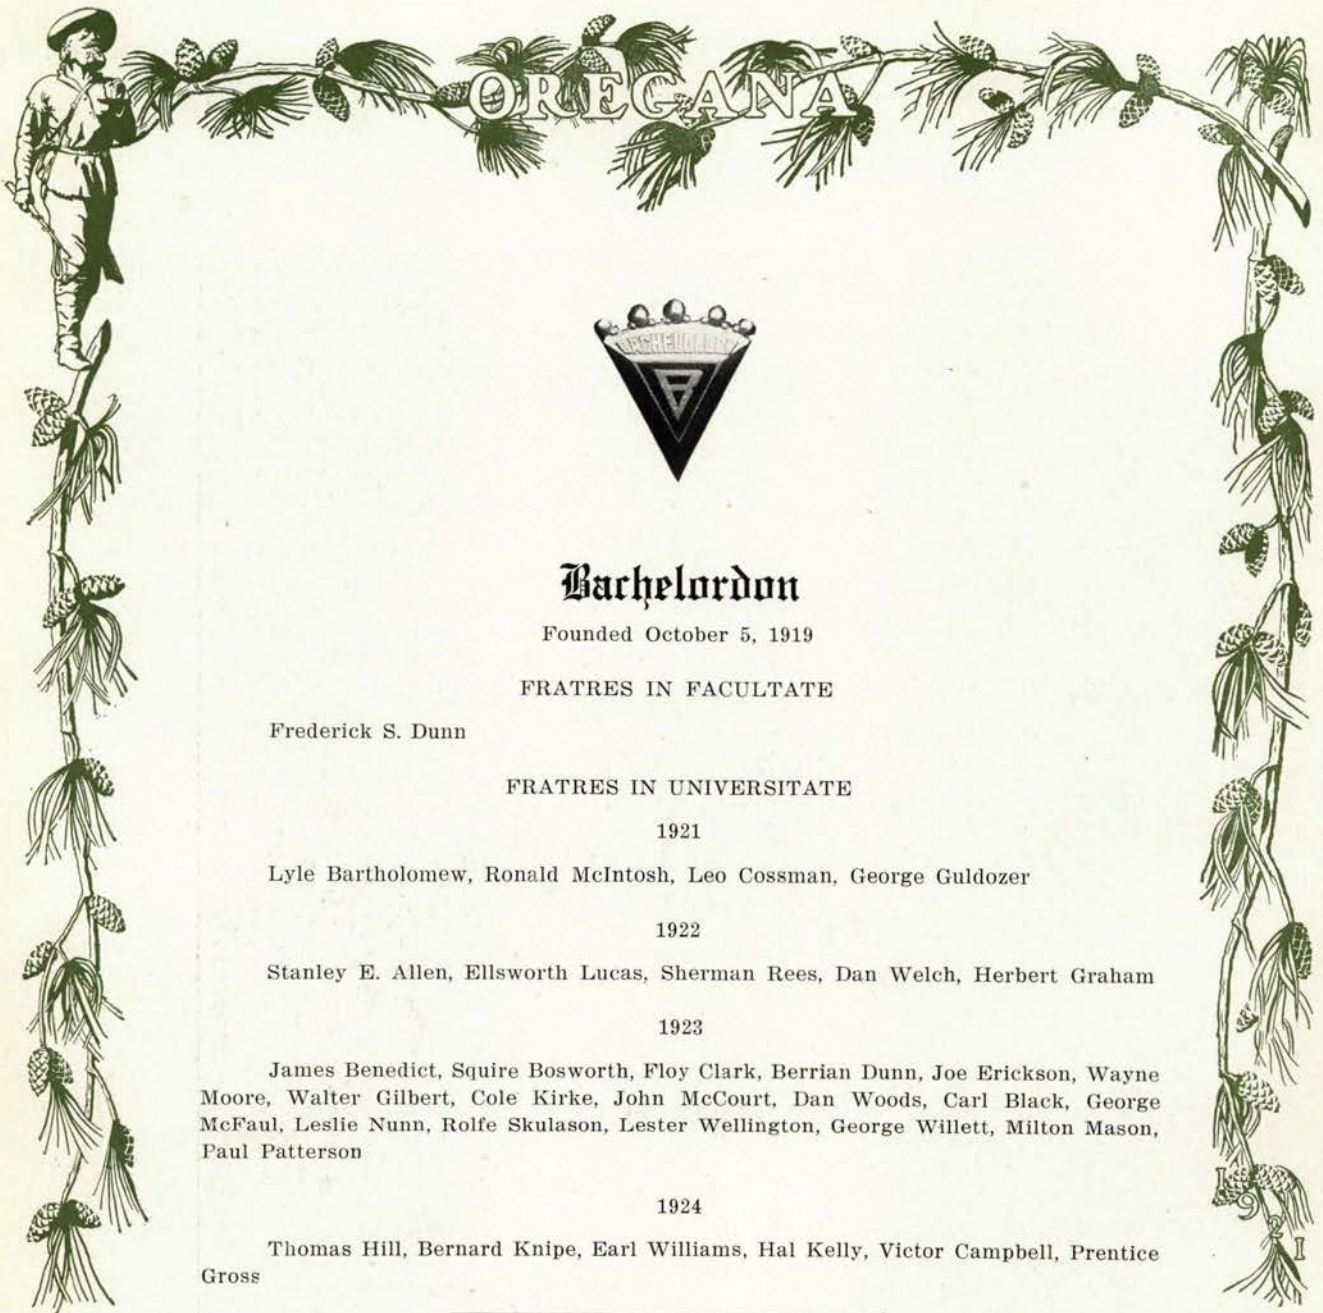 OREGANA
BACHELORDON
B
Bachelordon
Founded October 5, 1919
FRATRES IN FACULTATE
Frederick S. Dunn
FRATRES IN UNIVERSITATE
1921
Lyle Bartholomew, Ronald McIntosh, Leo Cossman, George Guldozer
1922
Stanley E. Allen, Ellsworth Lucas, Sherman Rees, Dan Welch, Herbert Graham
1923
James Benedict, Squire Bosworth, Floy Clark, Berrian Dunn, Joe Erickson, Wayne
Moore, Walter Gilbert, Cole Kirke, John McCourt, Dan Woods, Carl Black, George
McFaul, Leslie Nunn, Rolfe Skulason, Lester Wellington, George Willett, Milton Mason,
Paul Patterson
1924
Thomas Hill, Bernard Knipe, Earl Williams, Hal Kelly, Victor Campbell, Prentice
Gross
1921